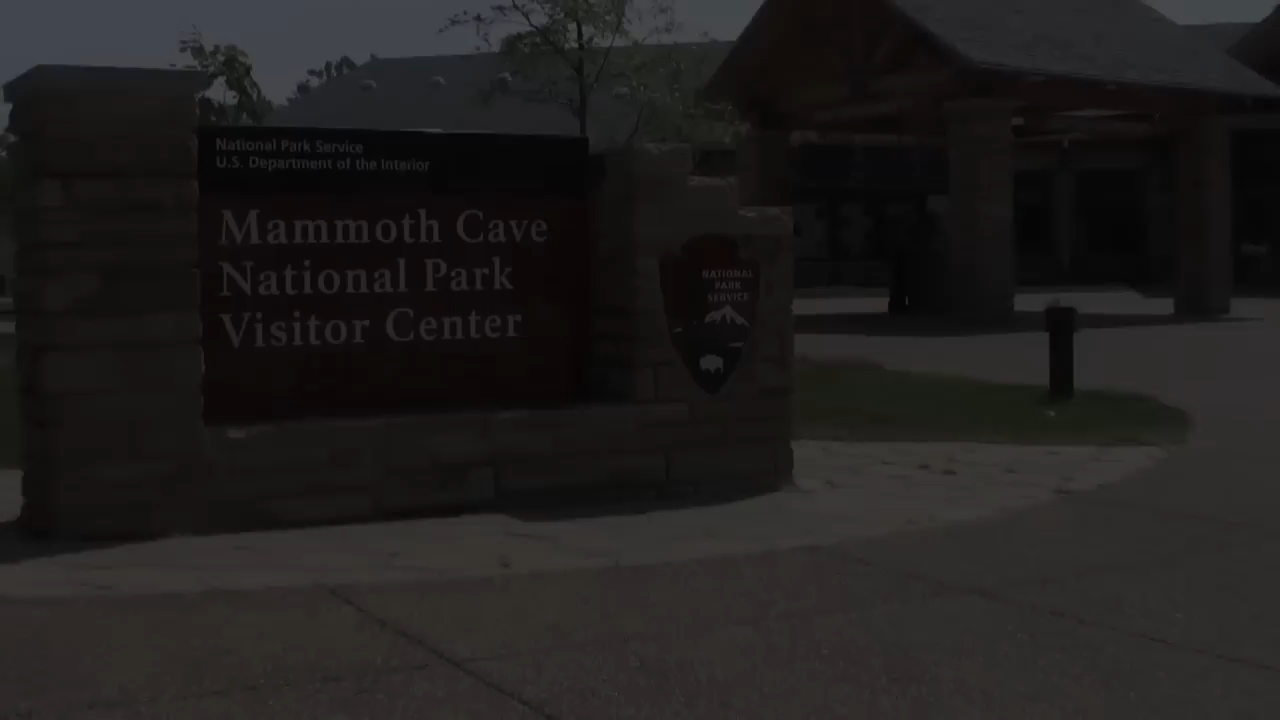 National Park Service
U.S. Department of the Interior
Mammoth Cave
National Park
Visitor Center
NATIONAL
PARK
SERVICE